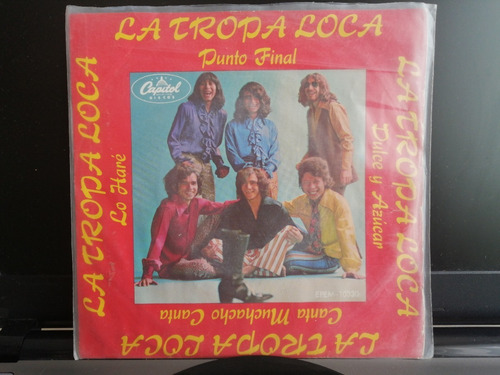 LA TROPA LOCA
Punto Final
Capitol
LA TROPA LOCA
Dulce y Azúcar
LA TROPA LOCA
Canta Muchacho Canta
LA TROPA LOCA
Lo Haré